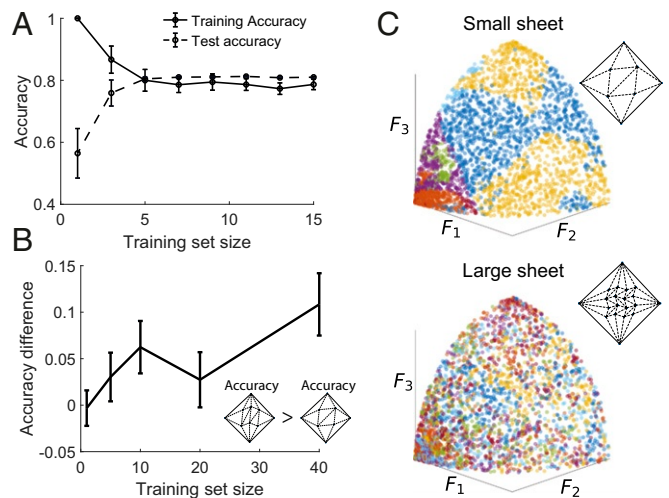 A
Training Accuracy
Test accuracy
1
0.8
0.6
0.4
Accuracy
0
5
10
15
Training set size
B
0.15
0.1
0.05
0
-0.05
Accuracy difference
Accuracy
Accuracy
>
0
10
20
30
40
Training set size
C
Small sheet
F3
F1
F2
Large sheet
F3
F1
F2